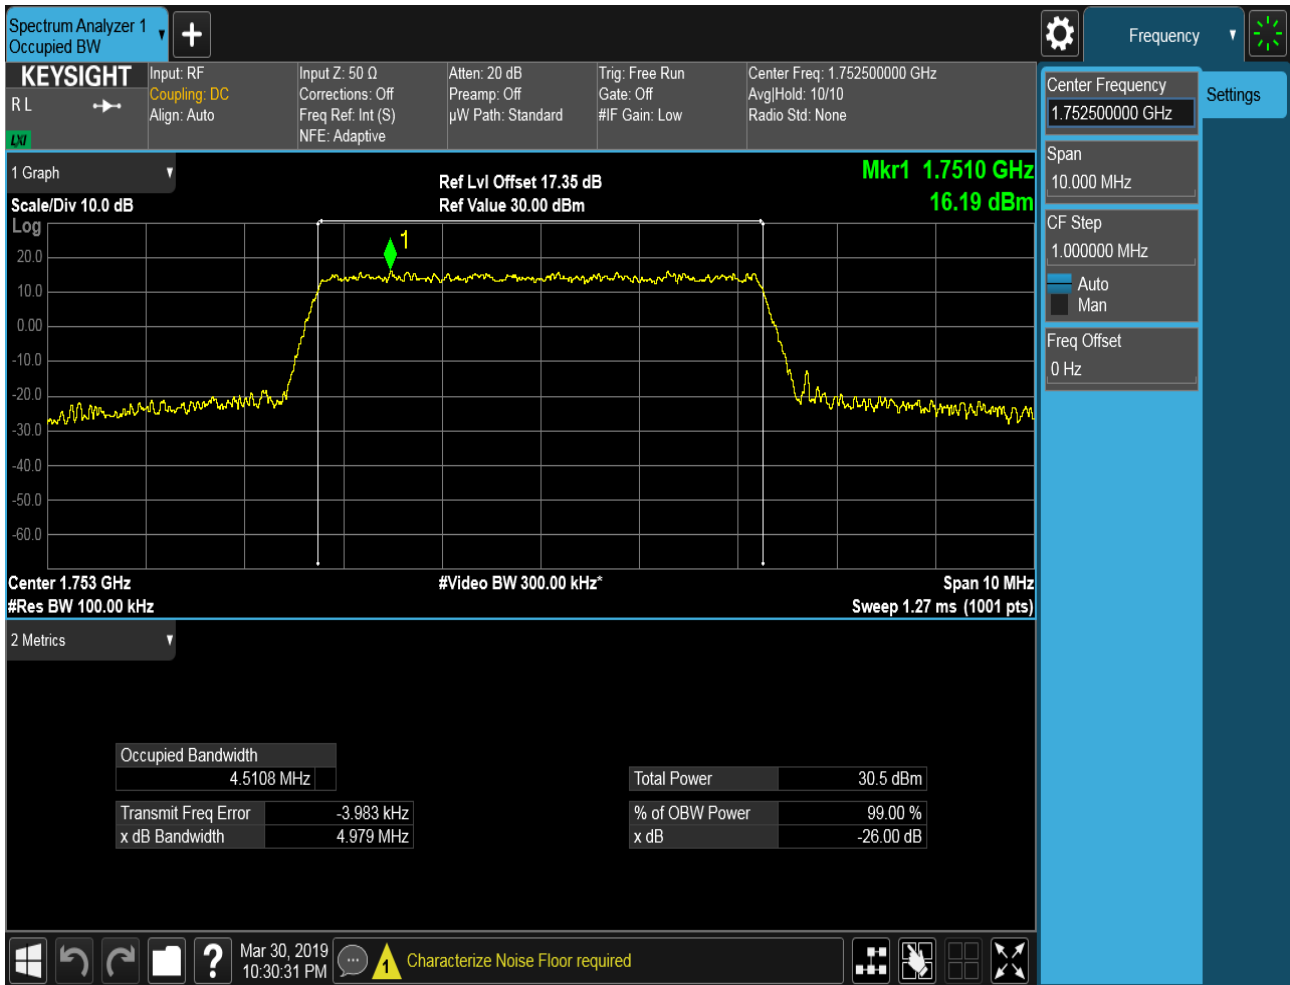 Spectrum Analyzer 1
Occupied BW
Frequency
KEYSIGHT
R L
LXI
Input: RF
Coupling: DC
Align: Auto
Input Z: 50 Ω
Corrections: Off
Freq Ref: Int (S)
NFE: Adaptive
Atten: 20 dB
Preamp: Off
µW Path: Standard
Trig: Free Run
Gate: Off
#IF Gain: Low
Center Freq: 1.752500000 GHz
Avg|Hold: 10/10
Radio Std: None
Center Frequency
1.752500000 GHz
Settings
Span
10.000 MHz
CF Step
1.000000 MHz
Auto
Man
Freq Offset
0 Hz
1 Graph
Scale/Div 10.0 dB
Ref Lvl Offset 17.35 dB
Ref Value 30.00 dBm
Mkr1 1.7510 GHz
16.19 dBm
Log
1
20.0
10.0
0.00
-10.0
-20.0
-30.0
-40.0
-50.0
-60.0
Center 1.753 GHz
#Res BW 100.00 kHz
#Video BW 300.00 kHz*
Span 10 MHz
Sweep 1.27 ms (1001 pts)
2 Metrics
Occupied Bandwidth
4.5108 MHz
Transmit Freq Error -3.983 kHz
x dB Bandwidth 4.979 MHz
Total Power 30.5 dBm
% of OBW Power 99.00 %
x dB -26.00 dB
?
Mar 30, 2019
10:30:31 PM
1
Characterize Noise Floor required